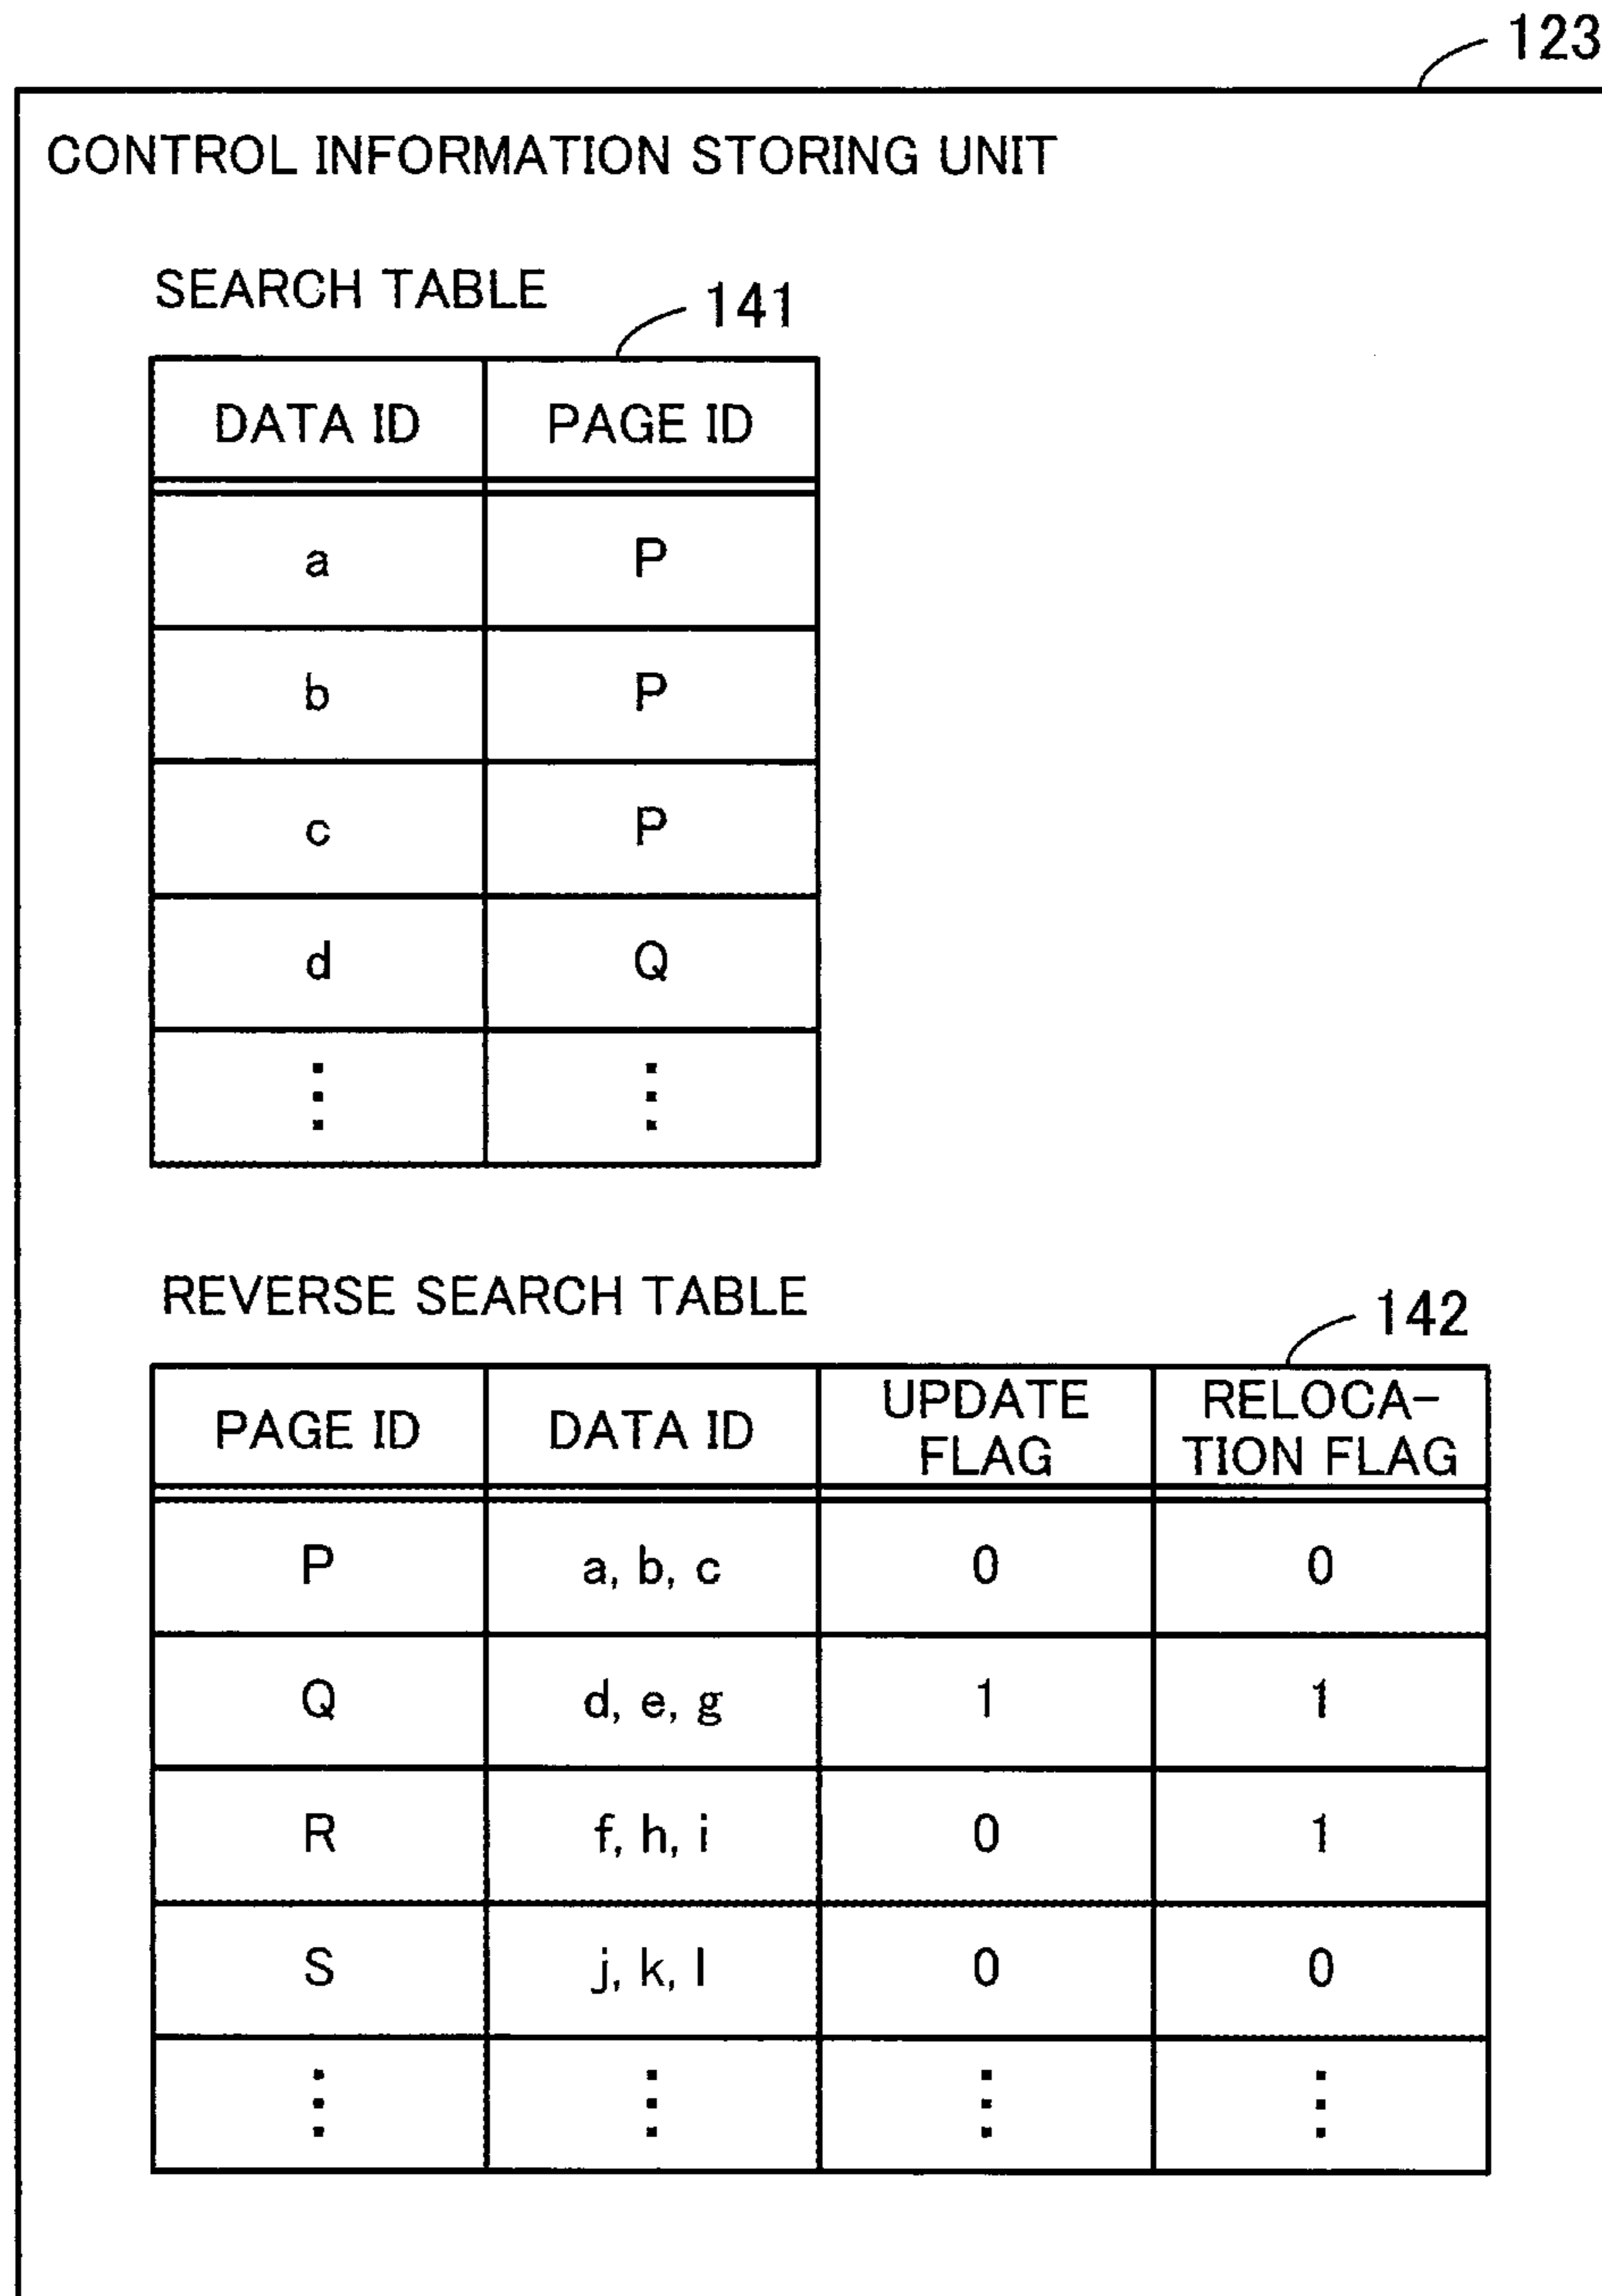 123
CONTROL INFORMATION STORING UNIT
SEARCH TABLE
141
DATA ID PAGE ID
a P
b P
c P
d Q
⋮ ⋮
REVERSE SEARCH TABLE
142
PAGE ID DATA ID UPDATE FLAG RELOCA-TION FLAG
P a, b, c 0 0
Q d, e, g 1 1
R f, h, i 0 1
S j, k, l 0 0
⋮ ⋮ ⋮ ⋮